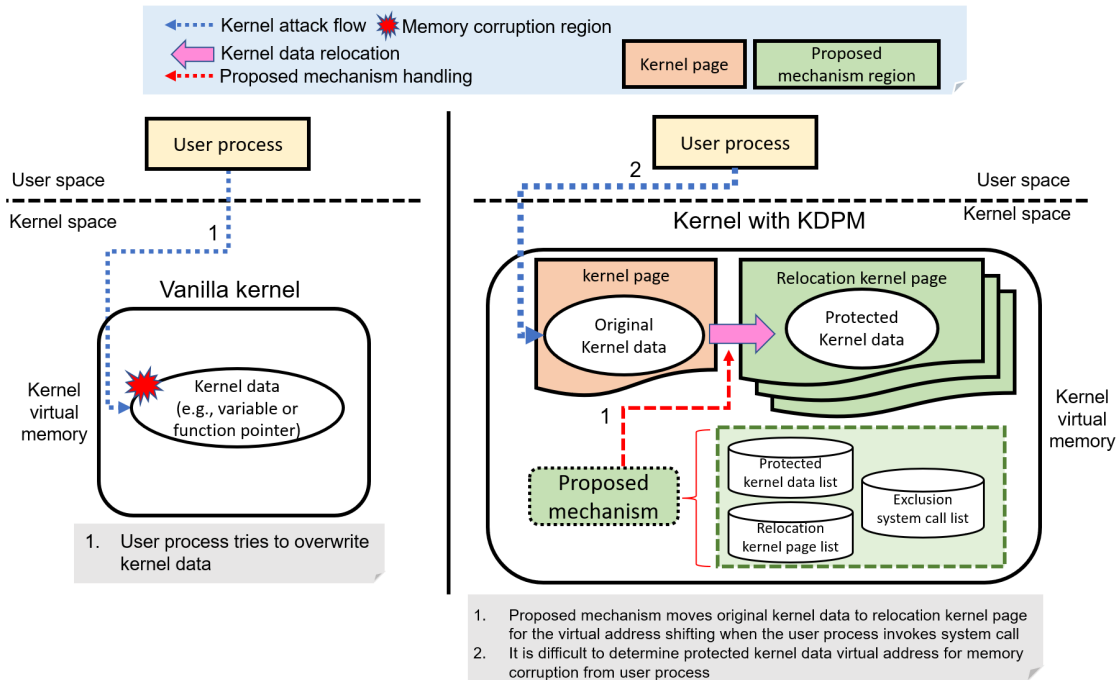 Kernel attack flow
Memory corruption region
Kernel data relocation
Proposed mechanism handling
Kernel page
Proposed
mechanism region
User process
1
User space
Kernel space
Vanilla kernel
Kernel
virtual
memory
Kernel data
(e.g., variable or
function pointer)
1. User process tries to overwrite
kernel data
User process
2
User space
Kernel space
Kernel with KDPM
kernel page
Original
Kernel data
Relocation kernel page
Protected
Kernel data
1
Kernel
virtual
memory
Proposed
mechanism
Protected
kernel data list
Relocation
kernel page list
Exclusion
system call list
1. Proposed mechanism moves original kernel data to relocation kernel page
for the virtual address shifting when the user process invokes system call
2. It is difficult to determine protected kernel data virtual address for memory
corruption from user process